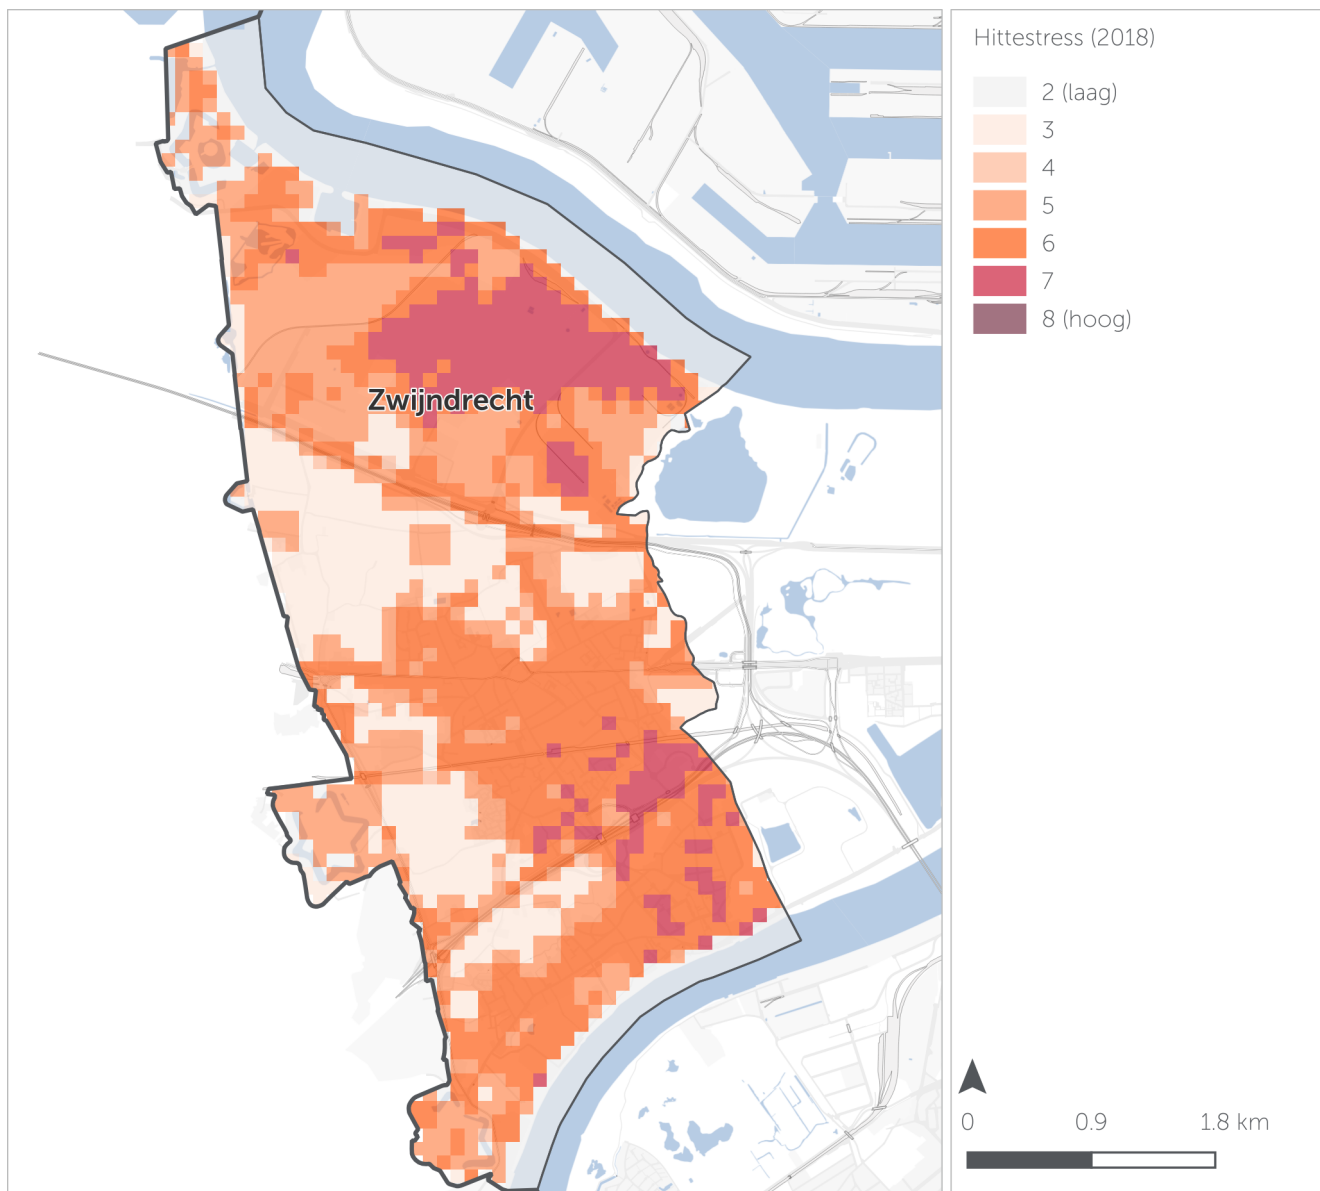 Hittestress (2018)
2 (laag)
3
4
5
6
7
8 (hoog)
Zwijndrecht
0 0.9 1.8 km